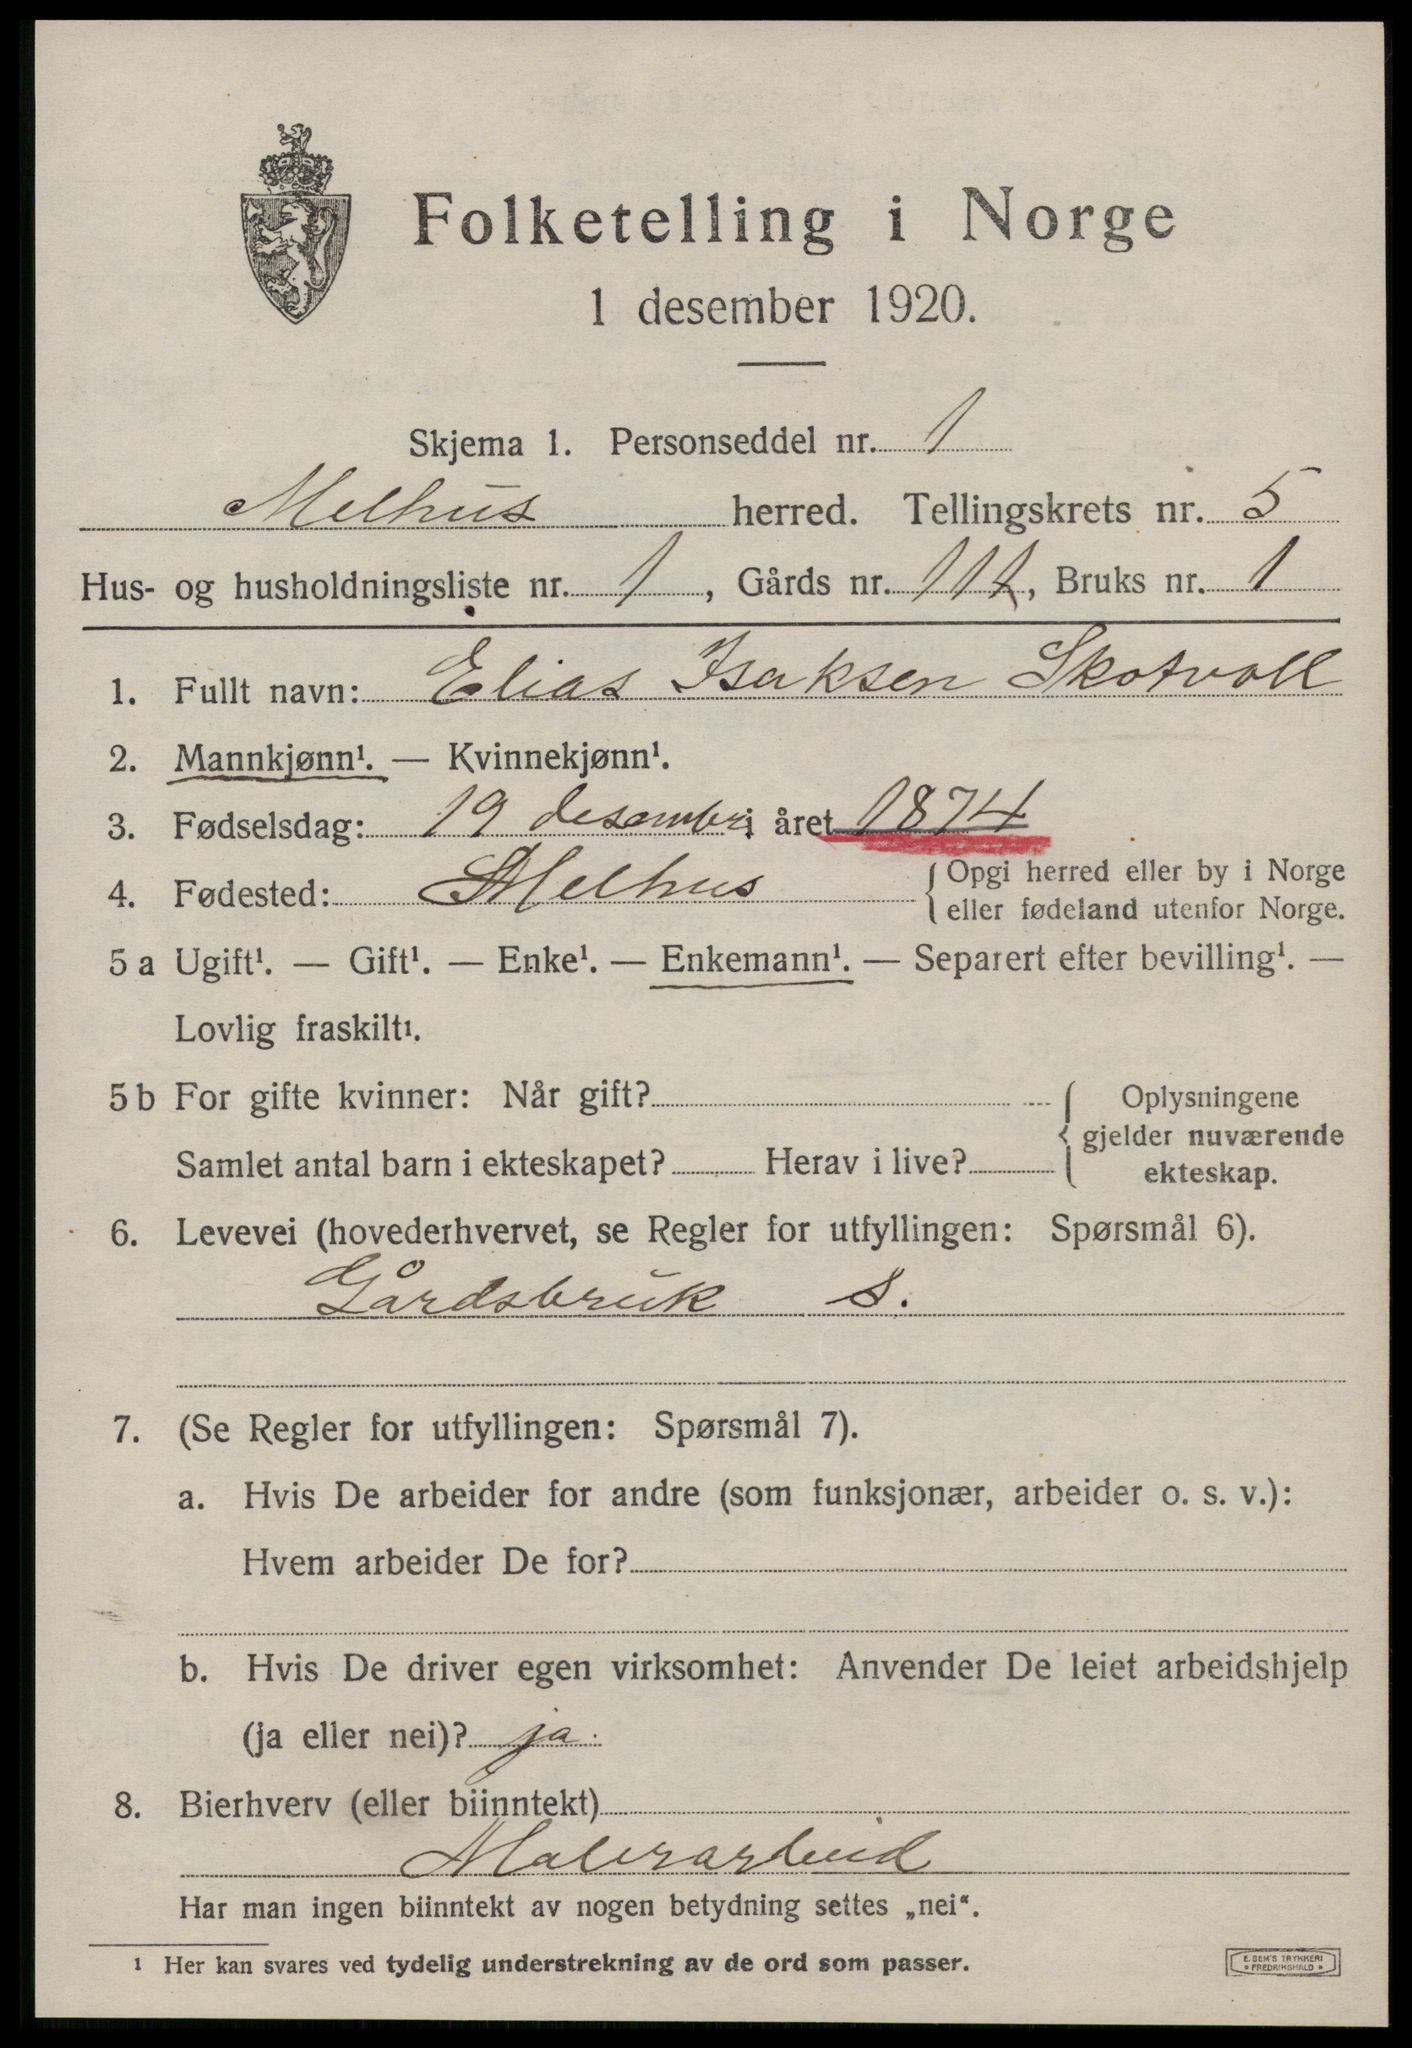 Folketelling i Norge
1 desember 1920.
Skjema 1. Personseddel nr. 1
Melhus herred. Tellingskrets nr. 5
Hus- og husholdningsliste nr. 1, Gårds nr. 111, Bruks nr. 1
1. Fullt navn: Elias Isaksen Skotvoll
2. Mannkjønn¹. — Kvinnekjønn¹.
3. Fødselsdag: 19 desember i året 1874
4. Fødested: Melhus {Opgi herred eller by i Norge
eller fødeland utenfor Norge.
5 a Ugift¹. — Gift¹. — Enke¹. — Enkemann¹. — Separert efter bevilling¹. —
Lovlig fraskilt¹.
5 b For gifte kvinner: Når gift? { Oplysningene
gjelder nuværende
Samlet antal barn i ekteskapet? Herav i live? ekteskap.
6. Levevei (hovederhvervet, se Regler for utfyllingen: Spørsmål 6).
Gårdsbruk S.
7. (Se Regler for utfyllingen: Spørsmål 7).
a. Hvis De arbeider for andre (som funksjonær, arbeider o. s. v.):
Hvem arbeider De for?
b. Hvis De driver egen virksomhet: Anvender De leiet arbeidshjelp
(ja eller nei)? ja.
8. Bierhverv (eller biinntekt)
Malerarbeid
Har man ingen biinntekt av nogen betydning settes „nei“.
¹ Her kan svares ved tydelig understrekning av de ord som passer.
E. SEM'S TRYKKERI
FREDRIKSHALD